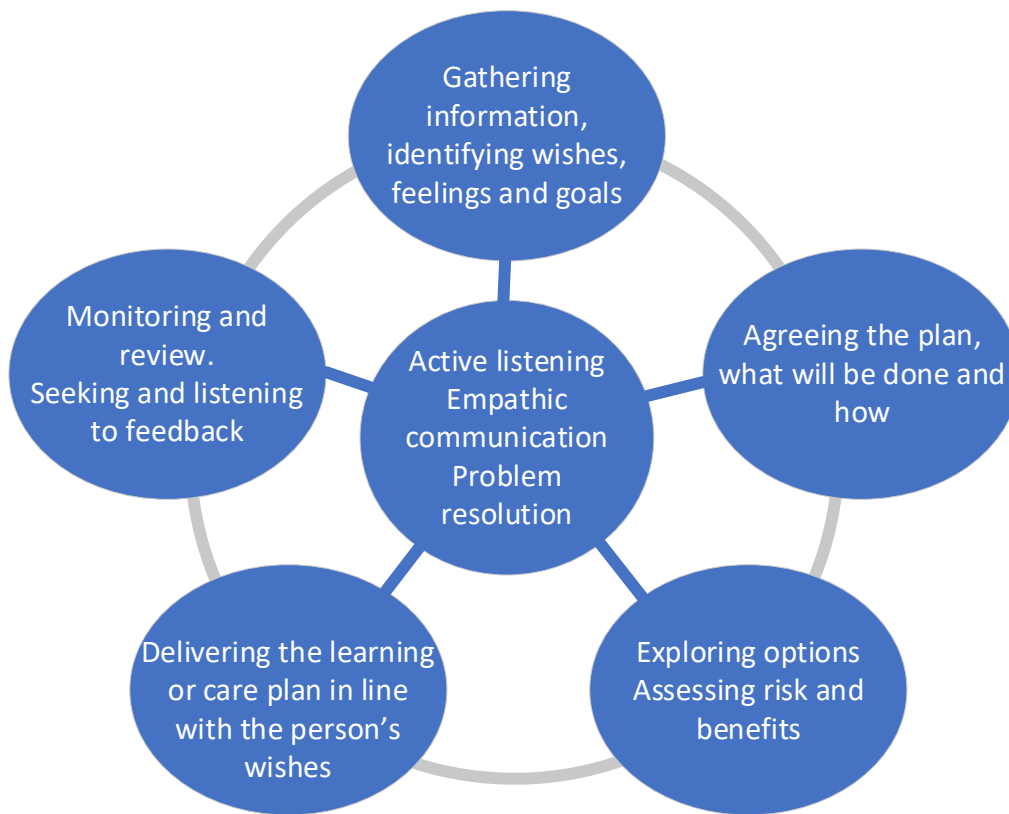 Gathering
information,
identifying wishes,
feelings and goals
Agreeing the plan,
what will be done and
how
Exploring options
Assessing risk and
benefits
Delivering the learning
or care plan in line
with the person’s
wishes
Monitoring and
review.
Seeking and listening
to feedback
Active listening
Empathic
communication
Problem
resolution